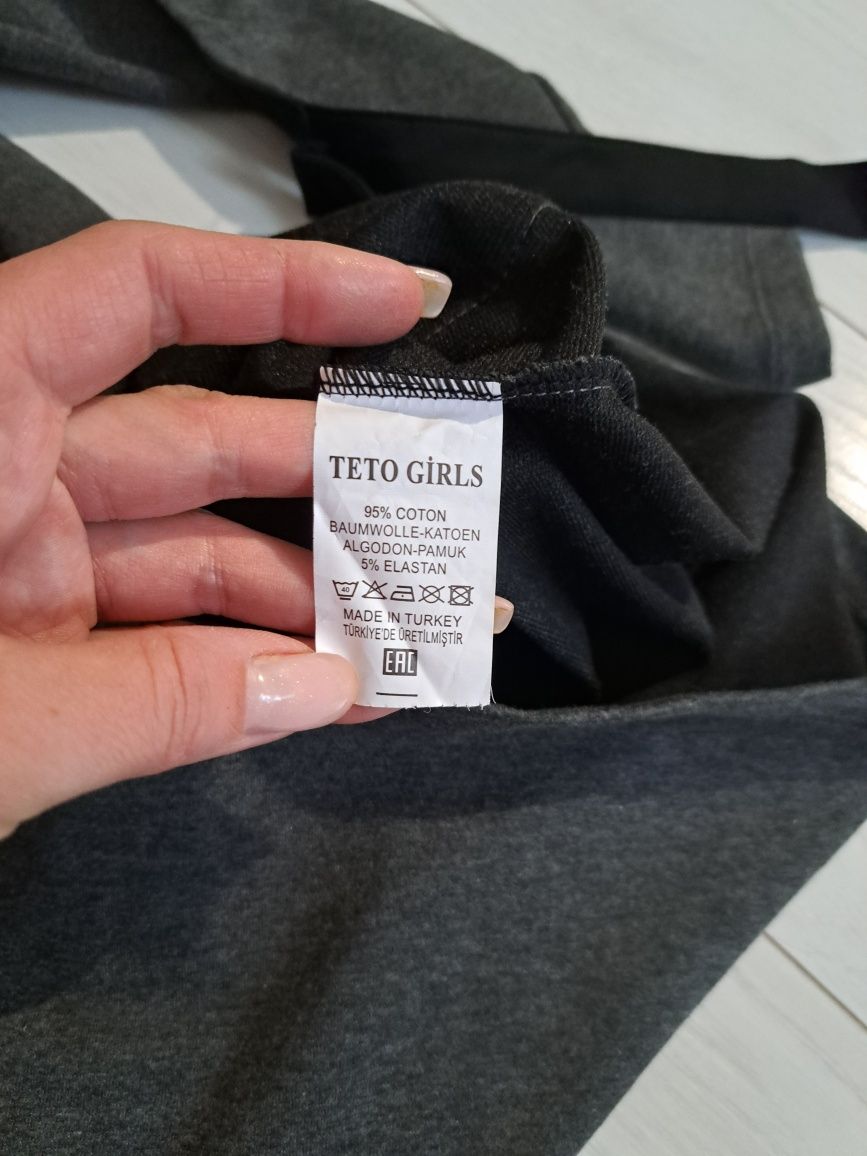 TETO GİRLS
95% COTON
BAUMWOLLE-KATOEN
ALGODON-PAMUK
5% ELASTAN
40
MADE IN TURKEY
TÜRKİYE'DE ÜRETİLMİŞTİR
EAC